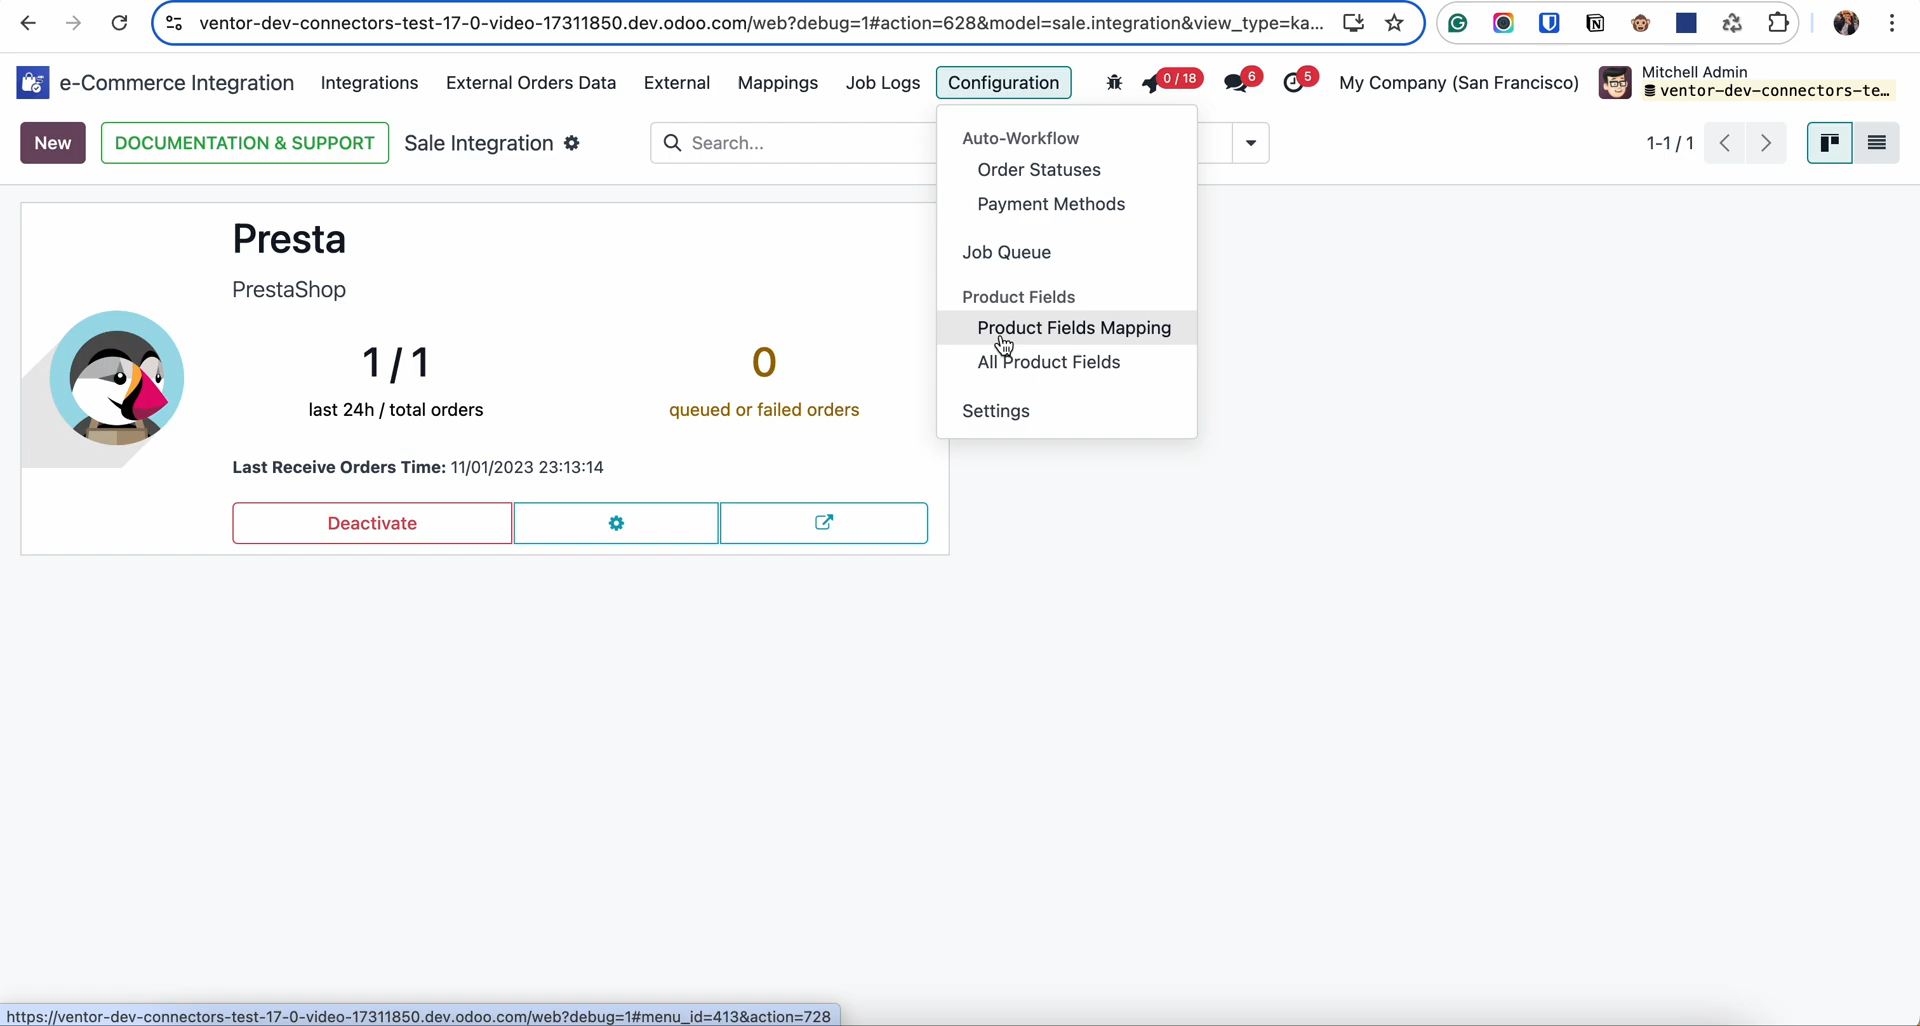 ventor-dev-connectors-test-17-0-video-17311850.dev.odoo.com/web?debug=1#action=628&model=sale.integration&view_type=ka...
e-Commerce Integration Integrations External Orders Data External Mappings Job Logs Configuration 0 / 18 6 5 My Company (San Francisco) Mitchell Admin
ventor-dev-connectors-te...
New DOCUMENTATION & SUPPORT Sale Integration Search... 1-1 / 1
Auto-Workflow
Order Statuses
Payment Methods
Job Queue
Product Fields
Product Fields Mapping
All Product Fields
Settings
Presta
PrestaShop
1 / 1 0
last 24h / total orders queued or failed orders
Last Receive Orders Time: 11/01/2023 23:13:14
Deactivate
https://ventor-dev-connectors-test-17-0-video-17311850.dev.odoo.com/web?debug=1#menu_id=413&action=728